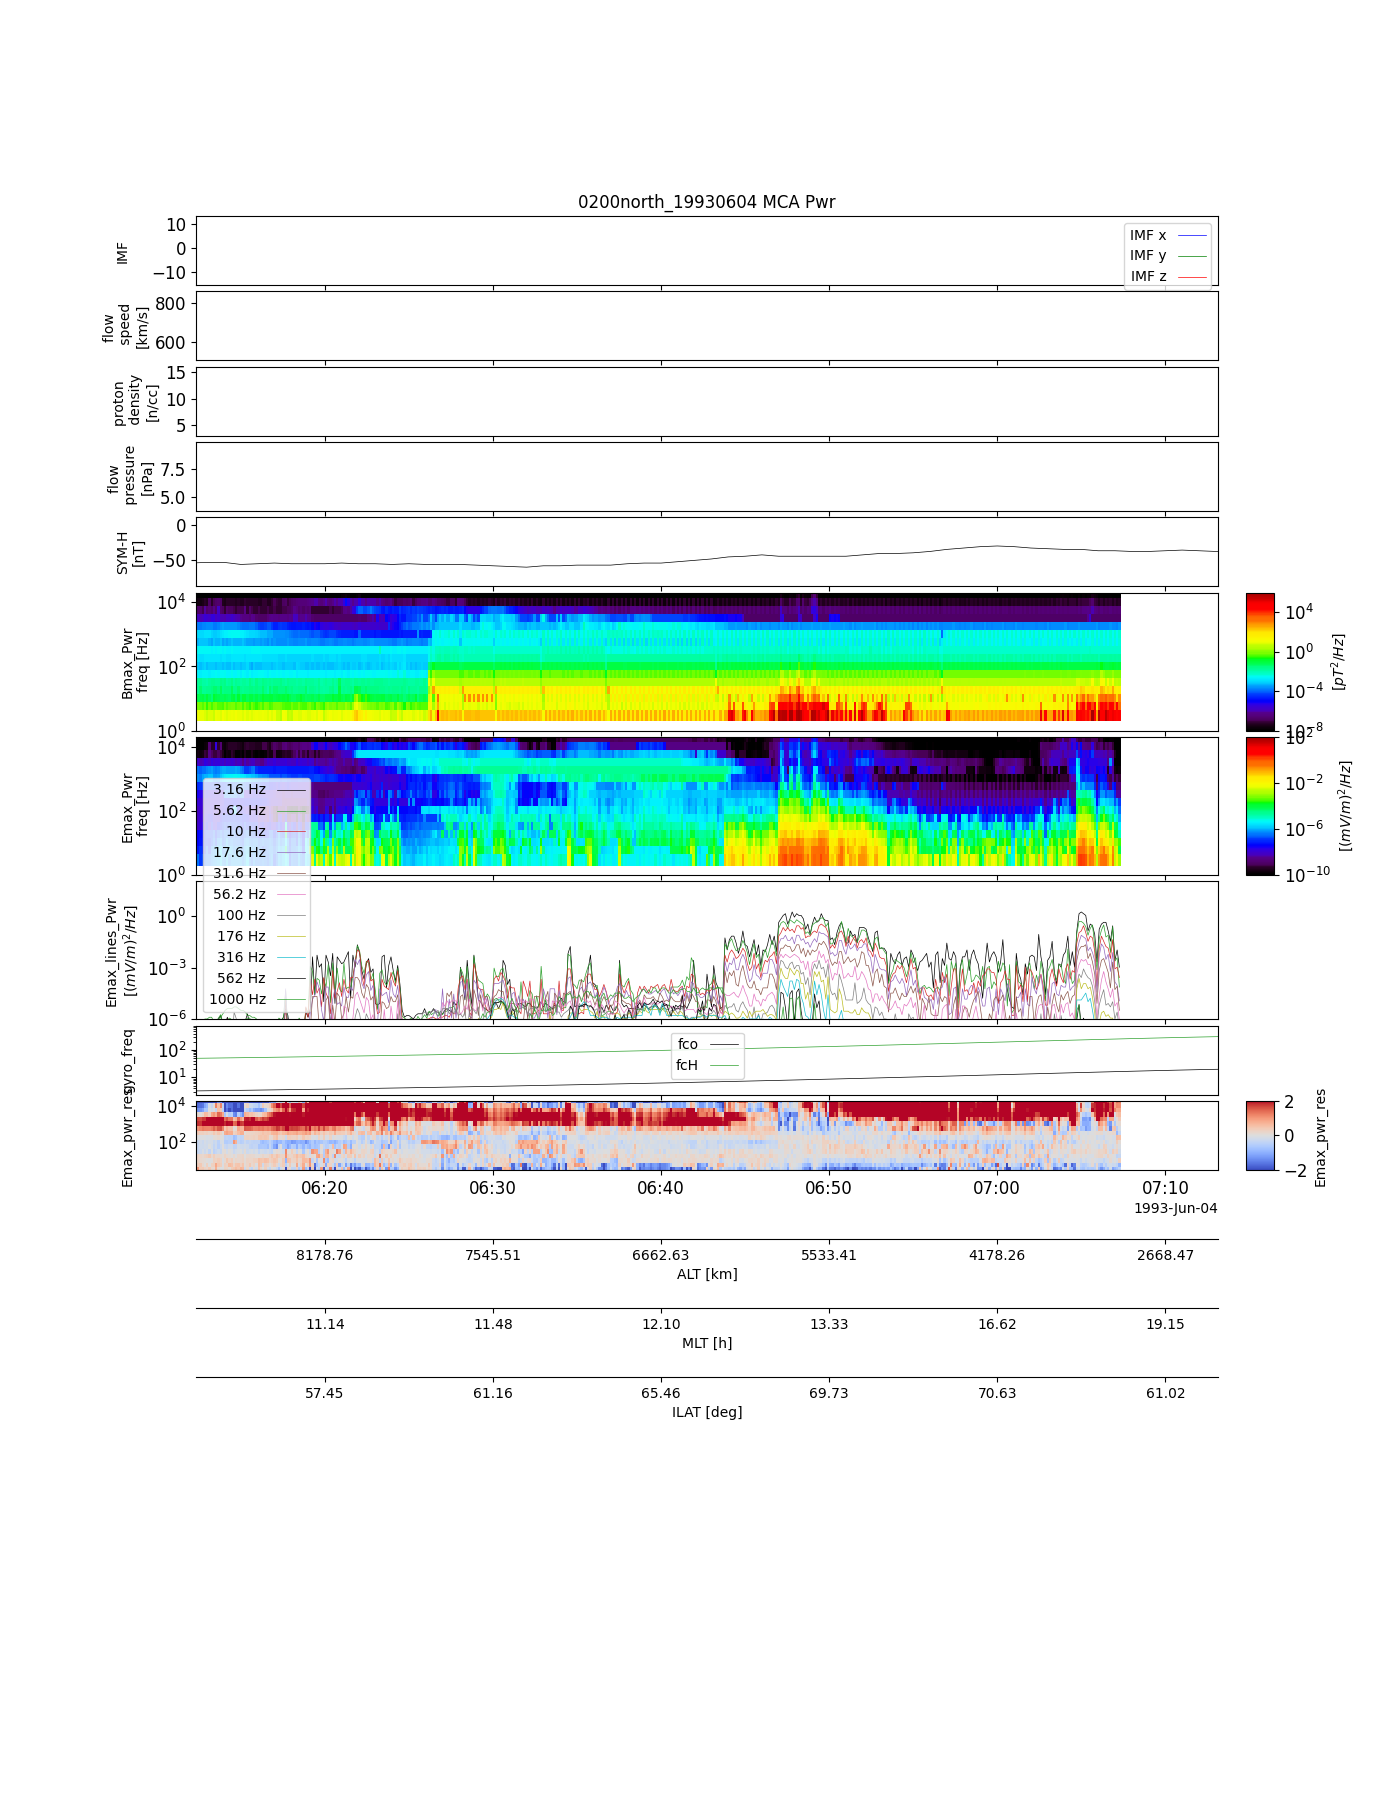 0200north_19930604 MCA Pwr
10
0
−10
IMF
IMF x
IMF y
IMF z
800
600
flow
speed
[km/s]
15
10
5
proton
density
[n/cc]
7.5
5.0
flow
pressure
[nPa]
0
−50
SYM-H
[nT]
10^4
10^2
10^0
Bmax_Pwr
freq [Hz]
10^4
10^0
10^−4
10^−8
[pT^2/Hz]
10^4
10^2
10^0
Emax_Pwr
freq [Hz]
10^2
10^−2
10^−6
10^−10
[(mV/m)^2/Hz]
3.16 Hz
5.62 Hz
10 Hz
17.6 Hz
31.6 Hz
56.2 Hz
100 Hz
176 Hz
316 Hz
562 Hz
1000 Hz
10^0
10^−3
10^−6
Emax_lines_Pwr
[(mV/m)^2/Hz]
10^2
10^1
gyro_freq
fco
fcH
10^4
10^2
Emax_pwr_res
2
0
−2
Emax_pwr_res
06:20 06:30 06:40 06:50 07:00 07:10
1993-Jun-04
8178.76 7545.51 6662.63 5533.41 4178.26 2668.47
ALT [km]
11.14 11.48 12.10 13.33 16.62 19.15
MLT [h]
57.45 61.16 65.46 69.73 70.63 61.02
ILAT [deg]